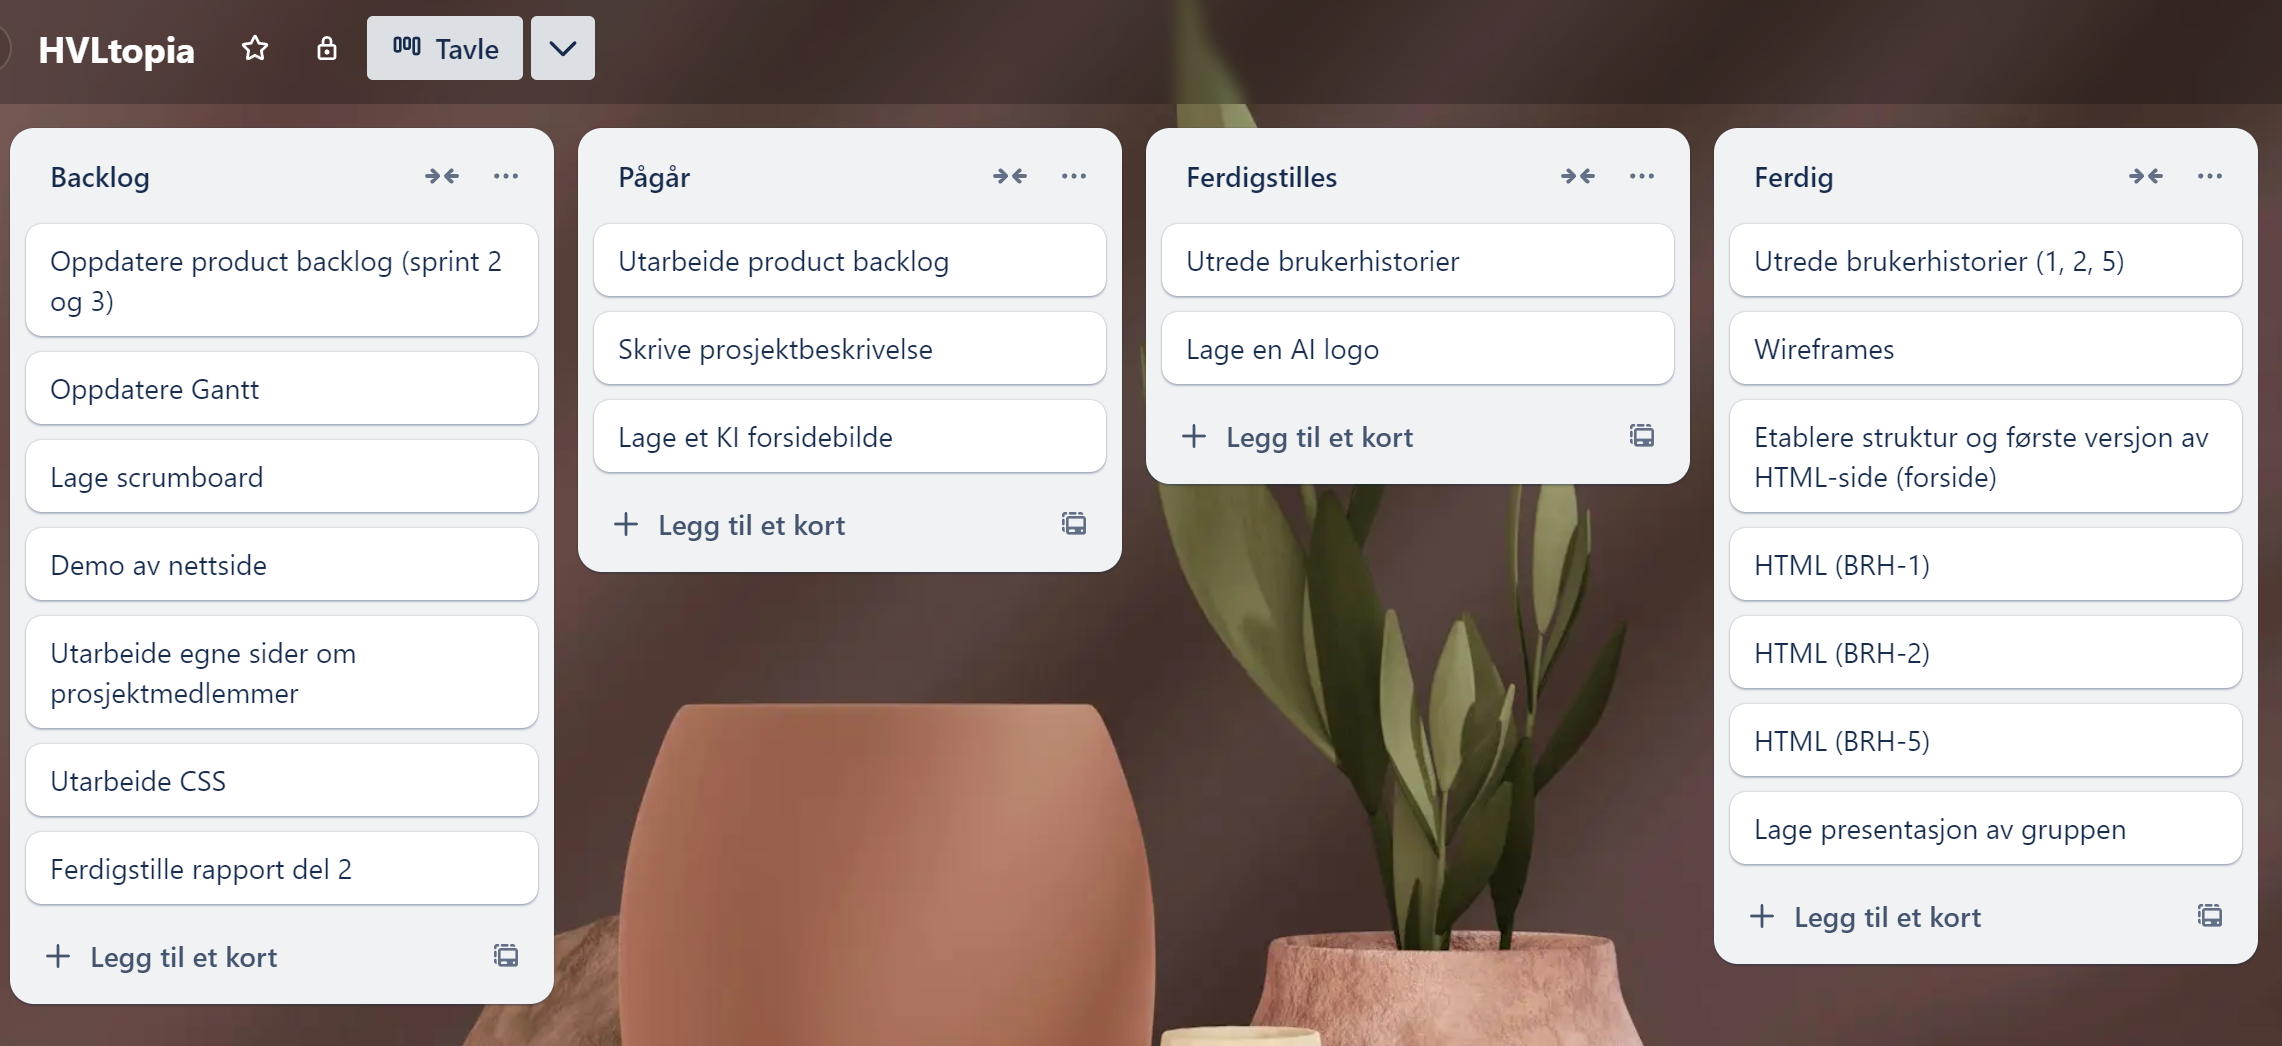 HVLtopia
Tavle
Backlog
Oppdatere product backlog (sprint 2
og 3)
Oppdatere Gantt
Lage scrumboard
Demo av nettside
Utarbeide egne sider om
prosjektmedlemmer
Utarbeide CSS
Ferdigstille rapport del 2
Legg til et kort
Pågår
Utarbeide product backlog
Skrive prosjektbeskrivelse
Lage et KI forsidebilde
Legg til et kort
Ferdigstilles
Utrede brukerhistorier
Lage en AI logo
Legg til et kort
Ferdig
Utrede brukerhistorier (1, 2, 5)
Wireframes
Etablere struktur og første versjon av
HTML-side (forside)
HTML (BRH-1)
HTML (BRH-2)
HTML (BRH-5)
Lage presentasjon av gruppen
Legg til et kort